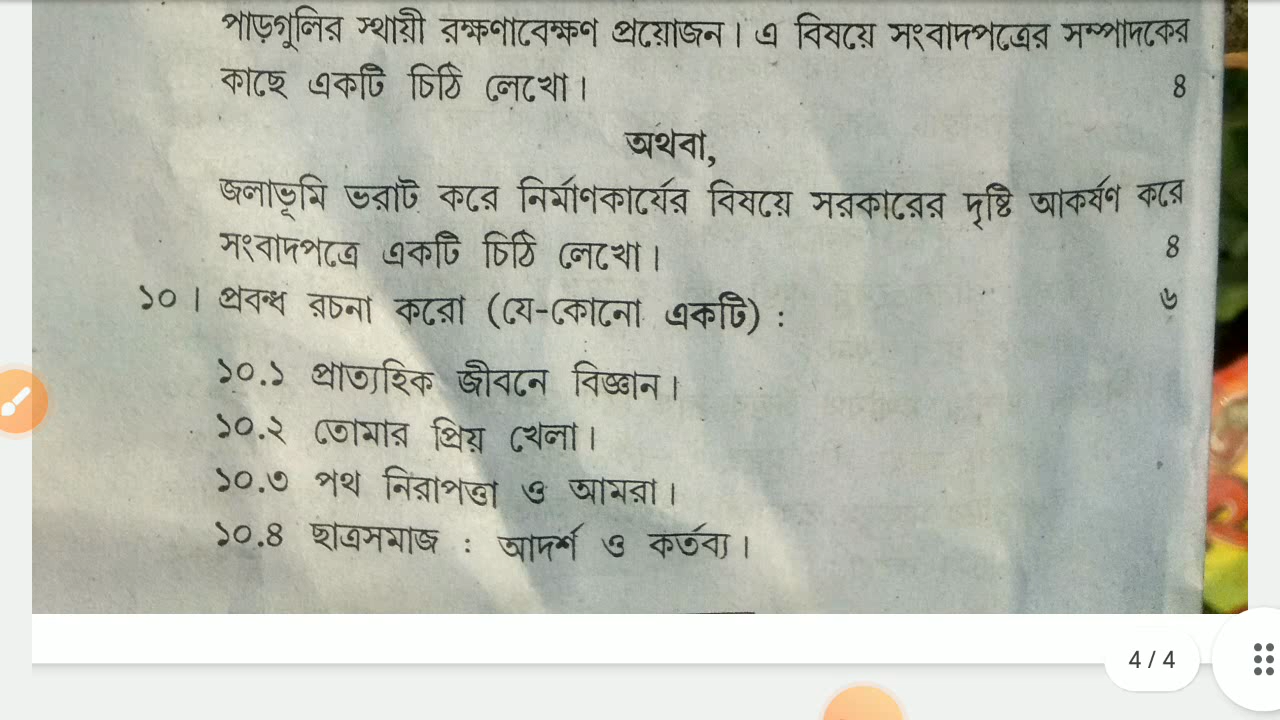 পাড়গুলির স্থায়ী রক্ষণাবেক্ষণ প্রয়োজন। এ বিষয়ে সংবাদপত্রের সম্পাদকের
কাছে একটি চিঠি লেখো। ৪
অথবা,
জলাভূমি ভরাট করে নির্মাণকার্যের বিষয়ে সরকারের দৃষ্টি আকর্ষণ করে
সংবাদপত্রে একটি চিঠি লেখো। ৪
১০। প্রবন্ধ রচনা করো (যে-কোনো একটি) : ৬
১০.১ প্রাত্যহিক জীবনে বিজ্ঞান।
১০.২ তোমার প্রিয় খেলা।
১০.৩ পথ নিরাপত্তা ও আমরা।
১০.৪ ছাত্রসমাজ : আদর্শ ও কর্তব্য।
4 / 4